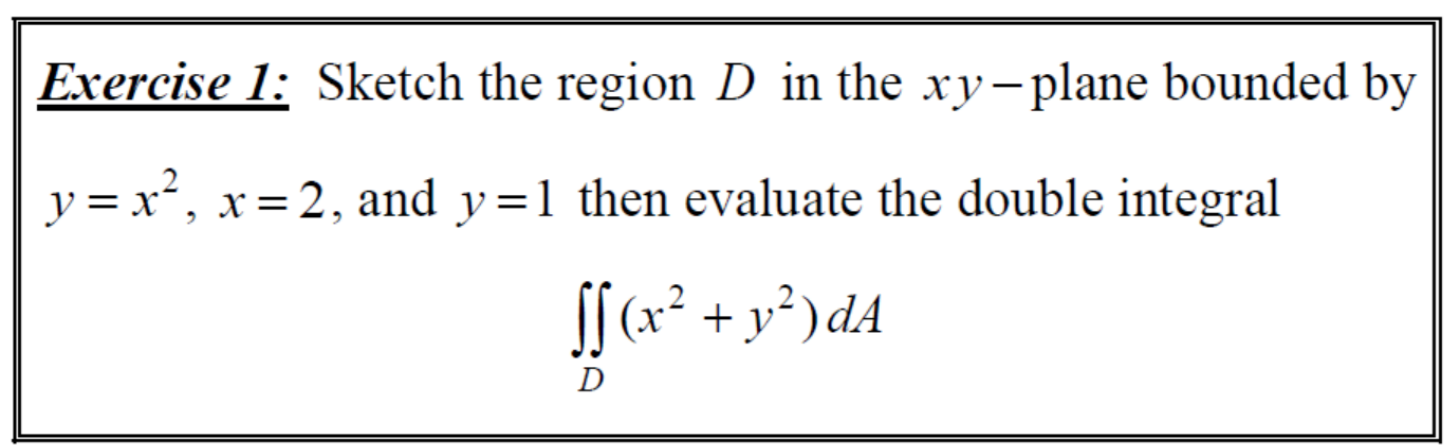 Exercise 1: Sketch the region D in the xy–plane bounded by
y = x², x = 2, and y = 1 then evaluate the double integral
∬_D (x² + y²) dA